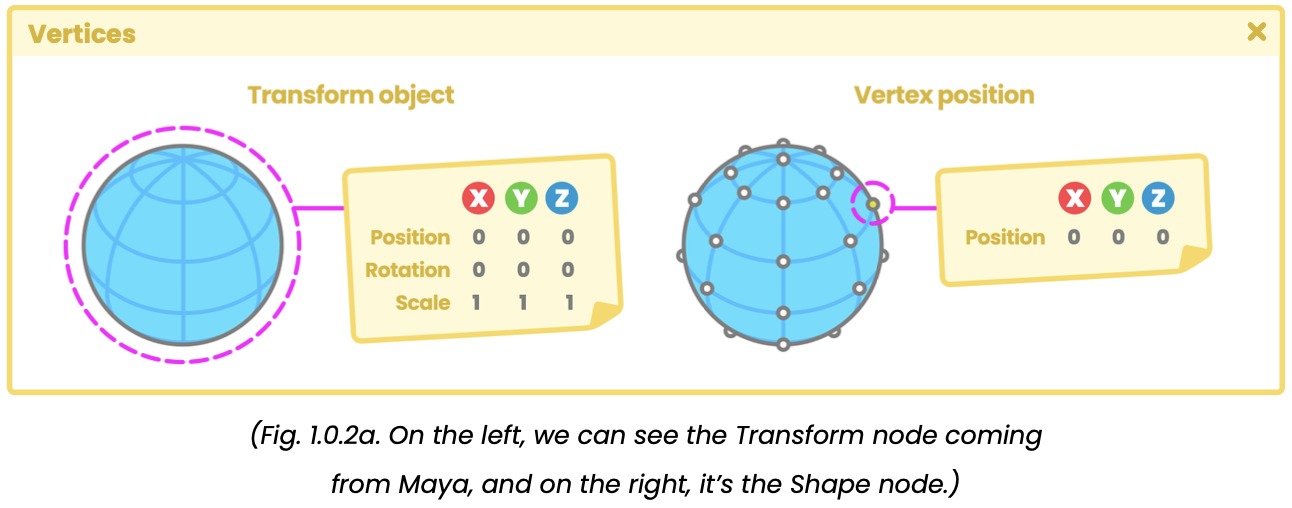 Vertices
Transform object
Vertex position
X Y Z
Position 0 0 0
Rotation 0 0 0
Scale 1 1 1
X Y Z
Position 0 0 0
(Fig. 1.0.2a. On the left, we can see the Transform node coming
from Maya, and on the right, it’s the Shape node.)